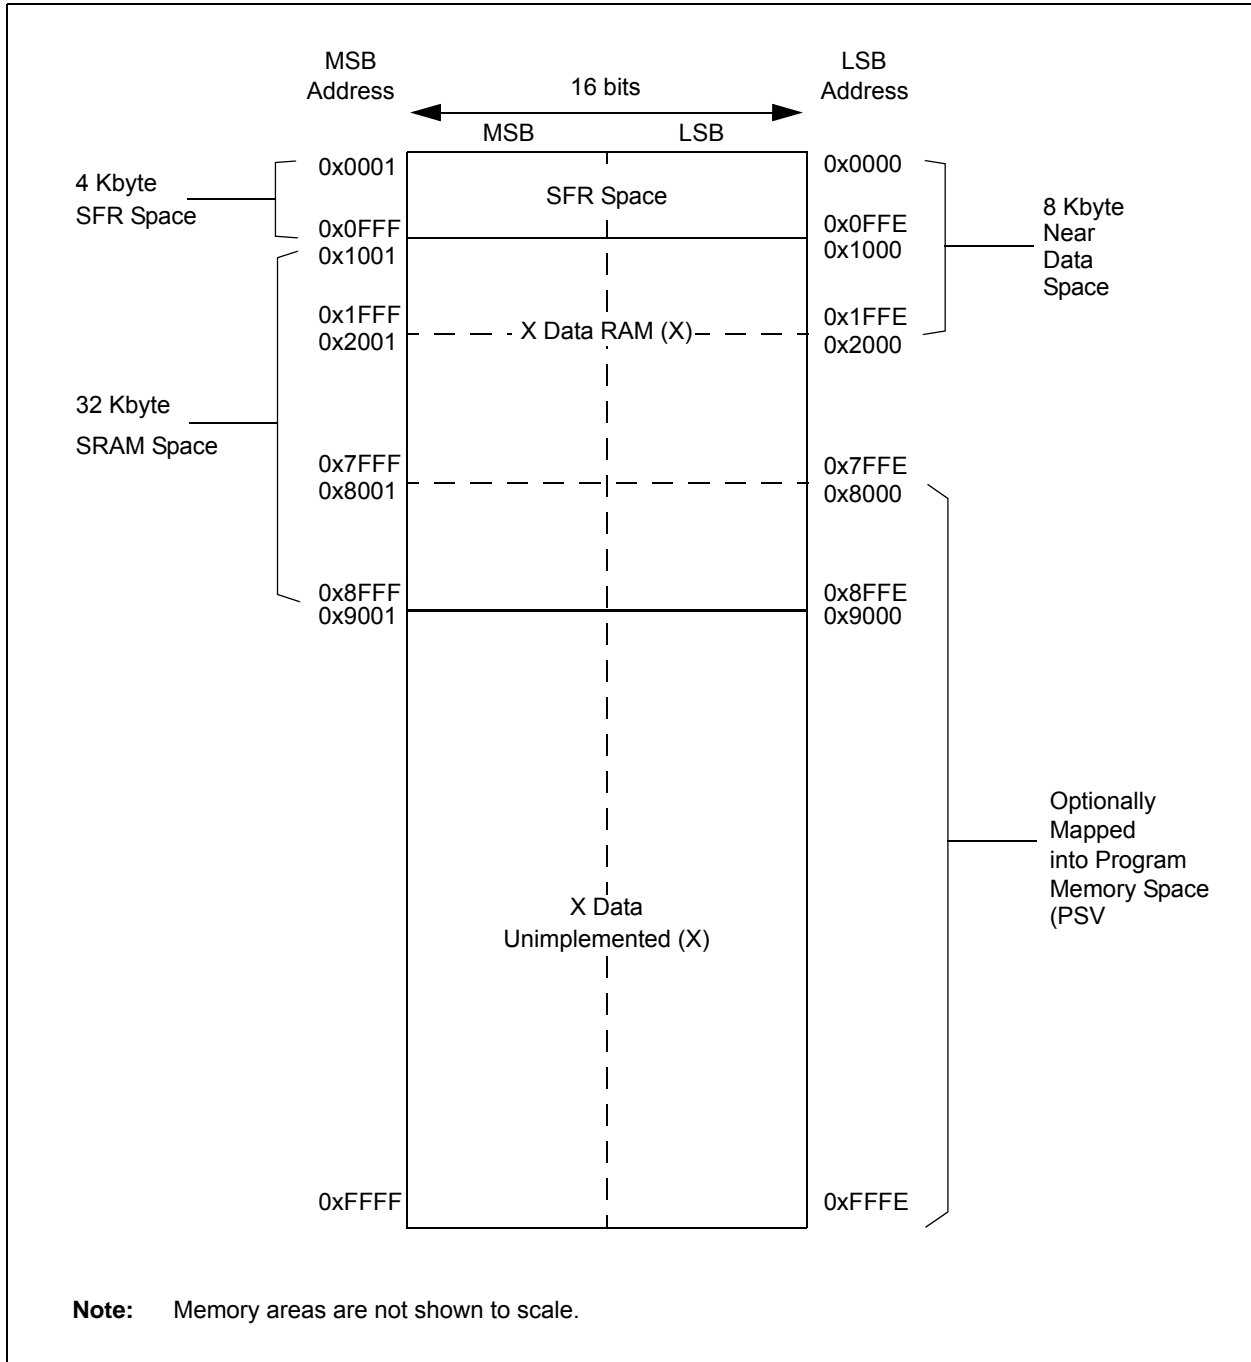 MSB
Address
16 bits
LSB
Address
MSB
LSB
4 Kbyte
SFR Space
0x0001
0x0FFF
0x1001
SFR Space
0x0000
0x0FFE
0x1000
8 Kbyte
Near
Data
Space
0x1FFF
0x2001
X Data RAM (X)
0x1FFE
0x2000
32 Kbyte
SRAM Space
0x7FFF
0x8001
0x7FFE
0x8000
0x8FFF
0x9001
0x8FFE
0x9000
Optionally
Mapped
into Program
Memory Space
(PSV
X Data
Unimplemented (X)
0xFFFF
0xFFFE
Note: Memory areas are not shown to scale.